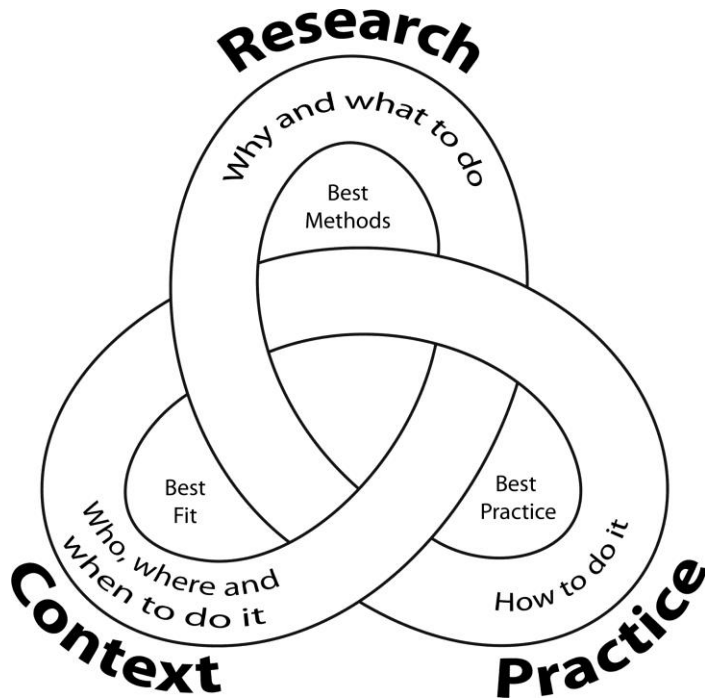 Research
Why and what to do
Best
Methods
Best
Fit
Best
Practice
Who, where and
when to do it
How to do it
Context
Practice